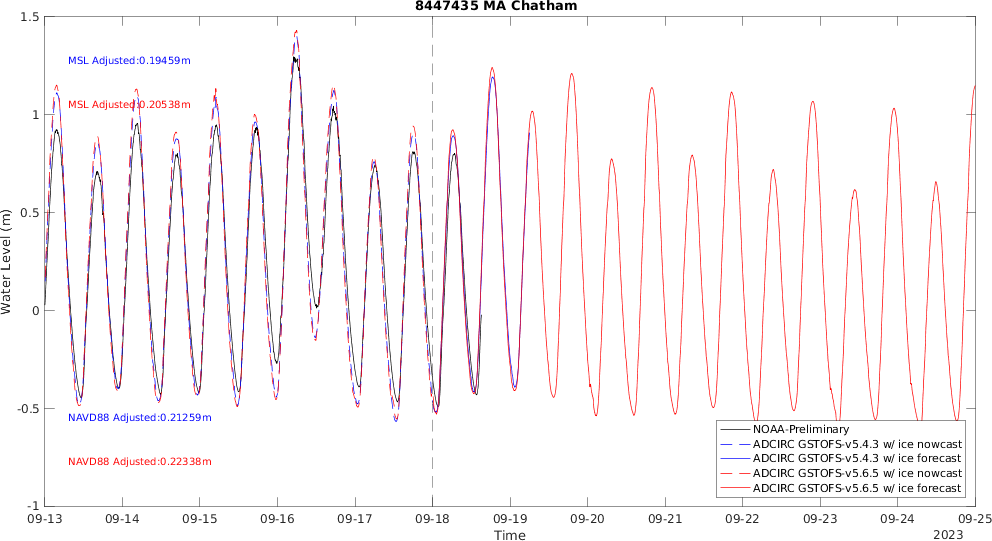 8447435 MA Chatham
1.5
1
0.5
0
-0.5
-1
Water Level (m)
MSL Adjusted:0.19459m
MSL Adjusted:0.20538m
NAVD88 Adjusted:0.21259m
NAVD88 Adjusted:0.22338m
NOAA-Preliminary
ADCIRC GSTOFS-v5.4.3 w/ ice nowcast
ADCIRC GSTOFS-v5.4.3 w/ ice forecast
ADCIRC GSTOFS-v5.6.5 w/ ice nowcast
ADCIRC GSTOFS-v5.6.5 w/ ice forecast
09-13 09-14 09-15 09-16 09-17 09-18 09-19 09-20 09-21 09-22 09-23 09-24 09-25
Time
2023